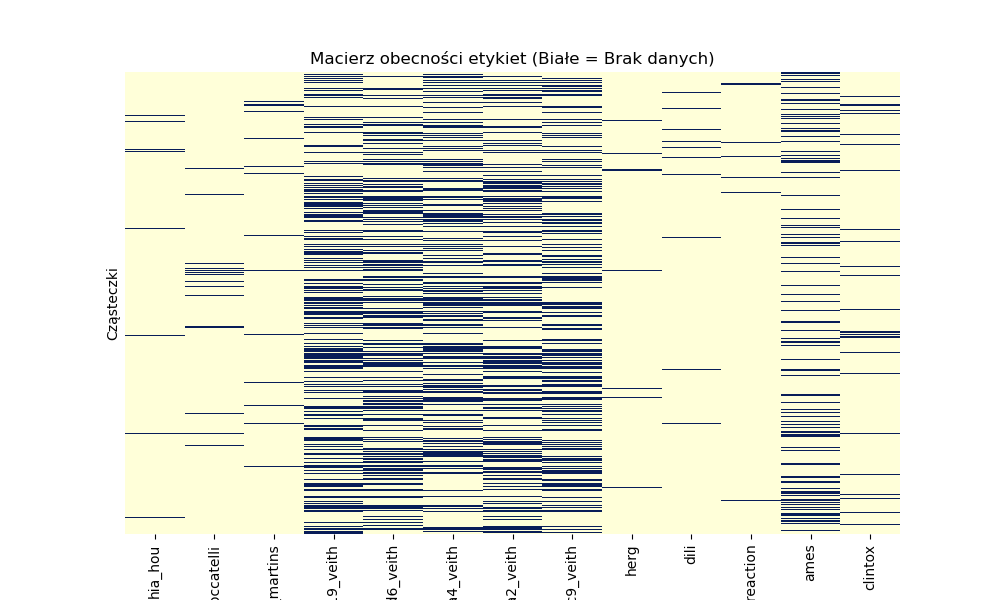 Macierz obecności etykiet (Białe = Brak danych)
Cząsteczki
hia_hou
occatelli
_martins
.9_veith
d6_veith
a4_veith
a2_veith
c9_veith
herg
dili
reaction
ames
clintox